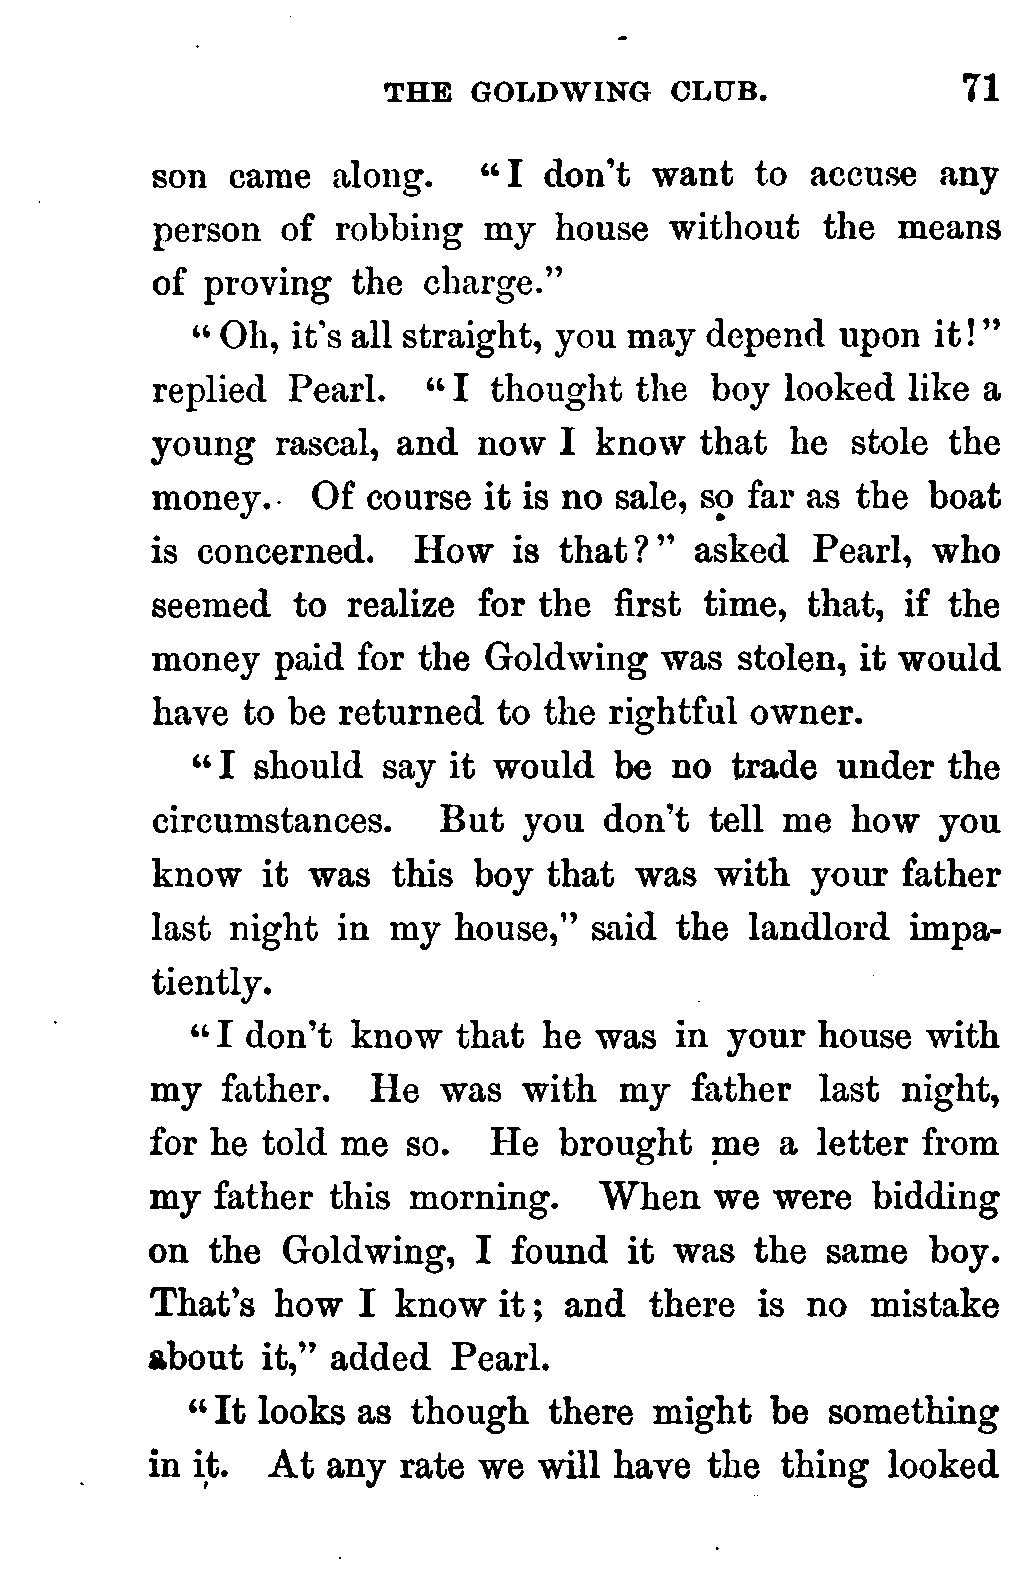 THE GOLDWING CLUB. 71
son came along. "I don't want to accuse any
person of robbing my house without the means
of proving the charge."
"Oh, it's all straight, you may depend upon it!"
replied Pearl. "I thought the boy looked like a
young rascal, and now I know that he stole the
money. Of course it is no sale, so far as the boat
is concerned. How is that?" asked Pearl, who
seemed to realize for the first time, that, if the
money paid for the Goldwing was stolen, it would
have to be returned to the rightful owner.
"I should say it would be no trade under the
circumstances. But you don't tell me how you
know it was this boy that was with your father
last night in my house," said the landlord impa-
tiently.
"I don't know that he was in your house with
my father. He was with my father last night,
for he told me so. He brought me a letter from
my father this morning. When we were bidding
on the Goldwing, I found it was the same boy.
That's how I know it; and there is no mistake
about it," added Pearl.
"It looks as though there might be something
in it. At any rate we will have the thing looked